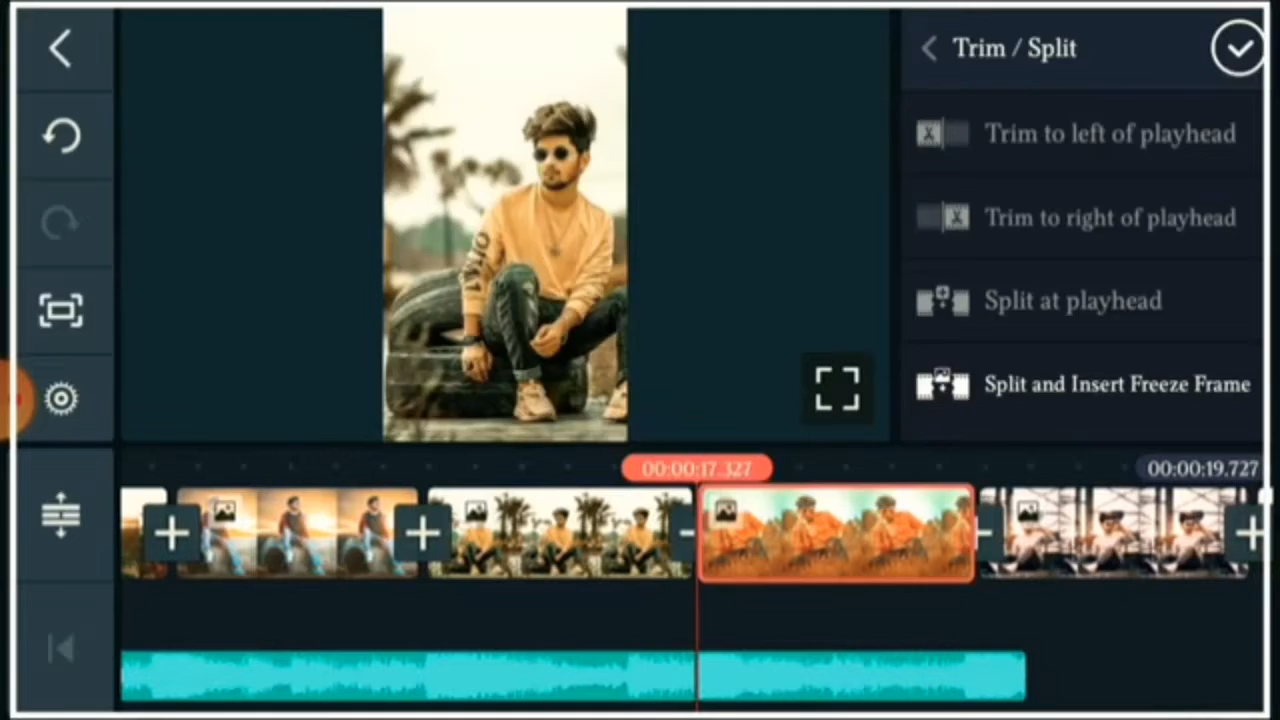 Trim / Split
Trim to left of playhead
Trim to right of playhead
Split at playhead
Split and Insert Freeze Frame
00:00:17.327
00:00:19.727